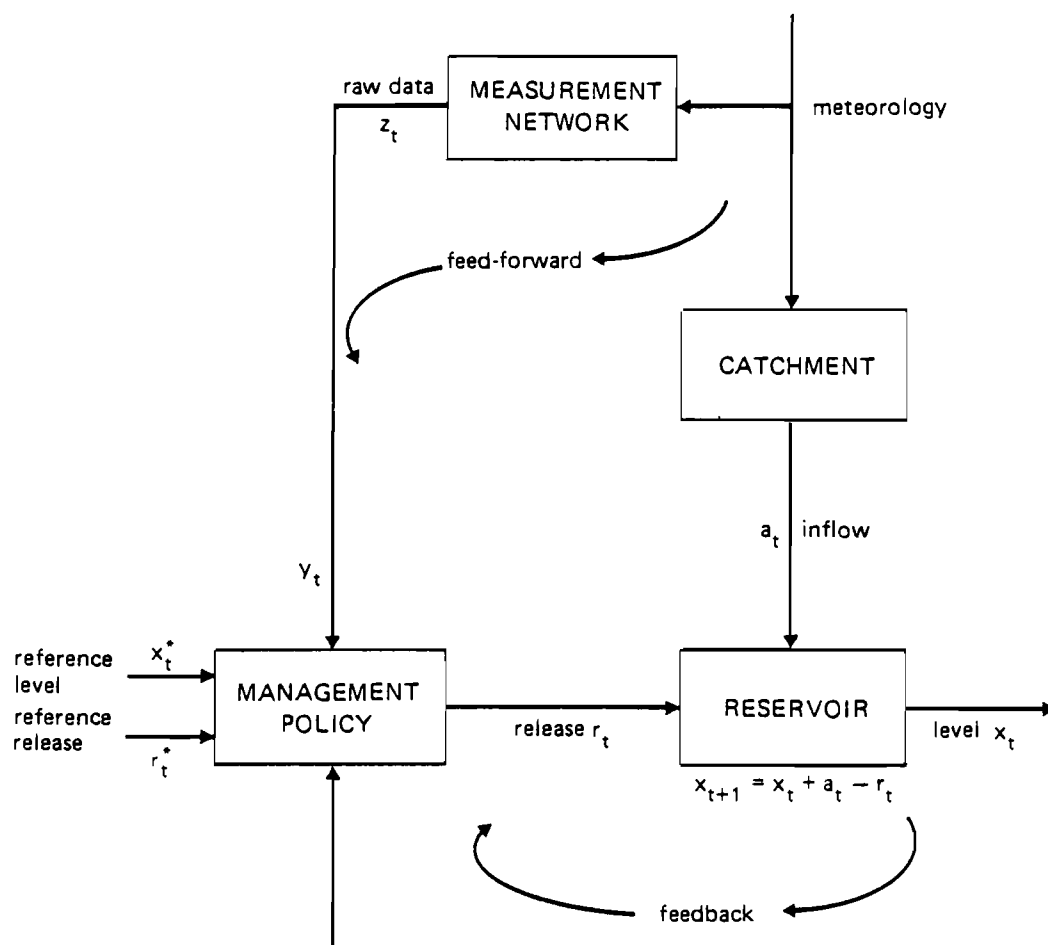 raw data
z_t
MEASUREMENT
NETWORK
meteorology
feed-forward
CATCHMENT
a_t inflow
y_t
reference
level
x_t^*
reference
release
r_t^*
MANAGEMENT
POLICY
release r_t
RESERVOIR
level x_t
x_{t+1} = x_t + a_t – r_t
feedback